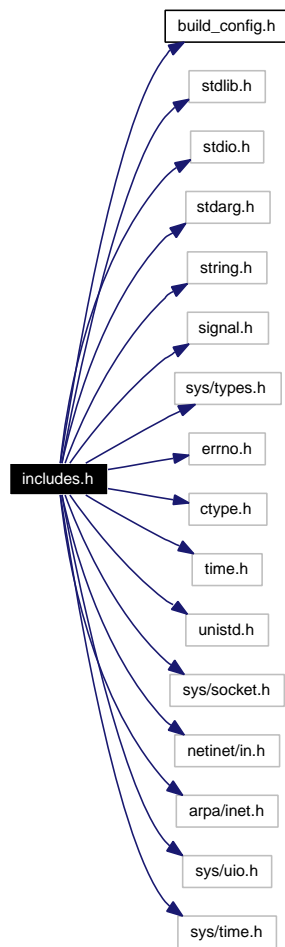 build_config.h
stdlib.h
stdio.h
stdarg.h
string.h
signal.h
sys/types.h
errno.h
includes.h
ctype.h
time.h
unistd.h
sys/socket.h
netinet/in.h
arpa/inet.h
sys/uio.h
sys/time.h